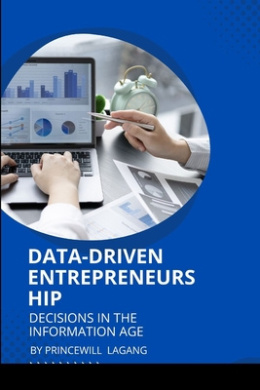 DATA-DRIVEN
ENTREPRENEURS
HIP
DECISIONS IN THE
INFORMATION AGE
BY PRINCEWILL LAGANG